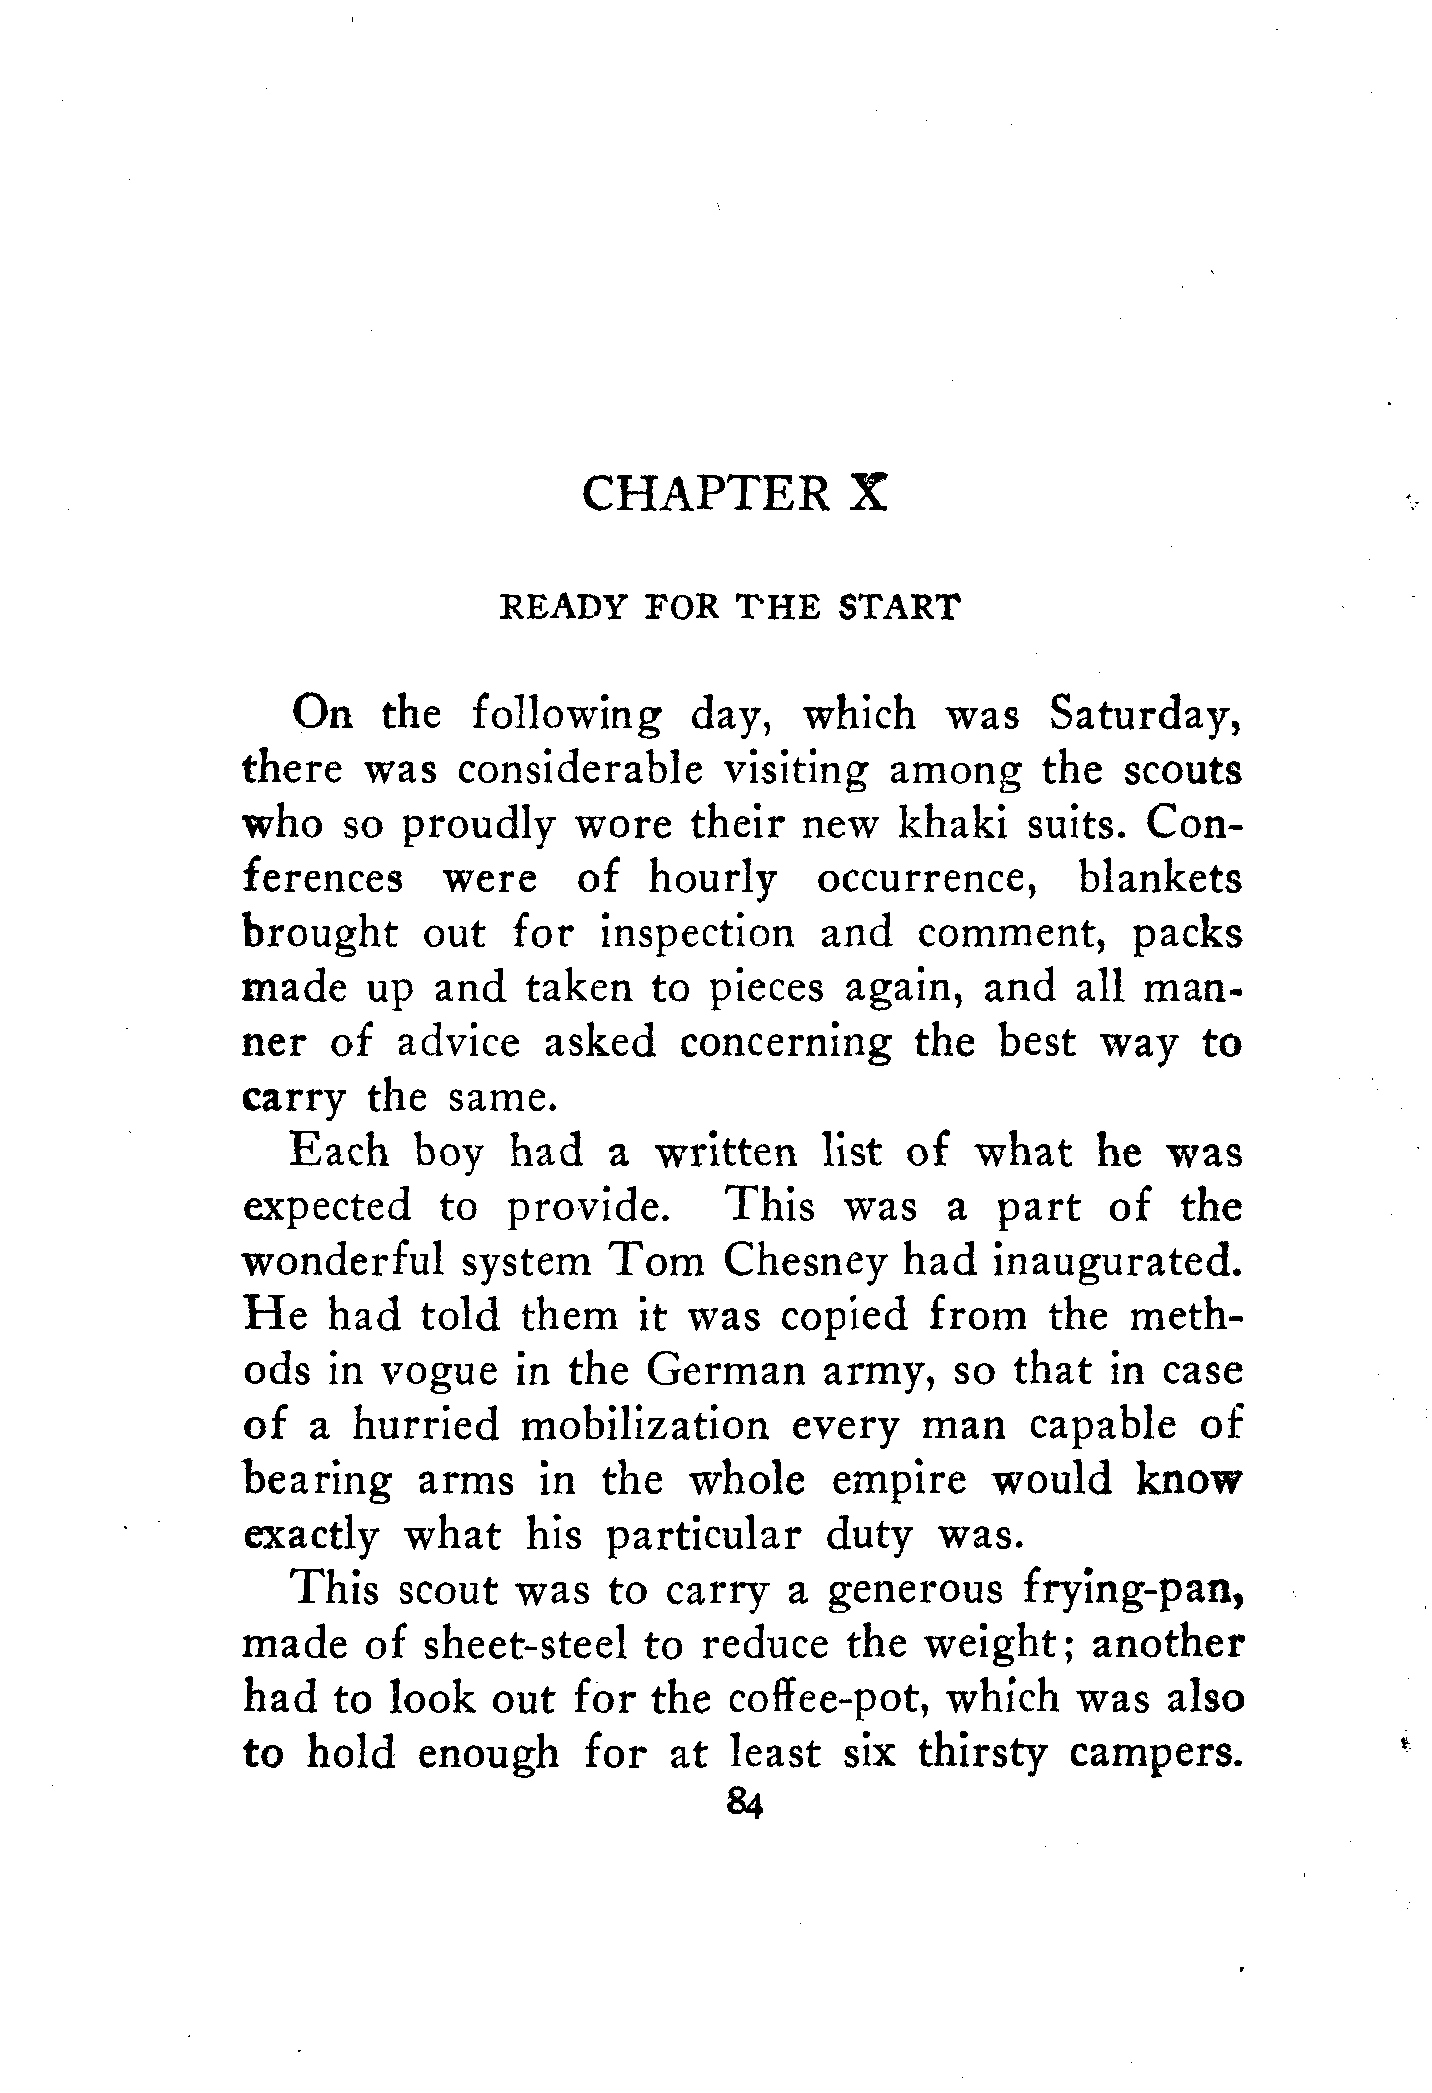 CHAPTER X
READY FOR THE START
On the following day, which was Saturday,
there was considerable visiting among the scouts
who so proudly wore their new khaki suits. Con-
ferences were of hourly occurrence, blankets
brought out for inspection and comment, packs
made up and taken to pieces again, and all man-
ner of advice asked concerning the best way to
carry the same.
Each boy had a written list of what he was
expected to provide. This was a part of the
wonderful system Tom Chesney had inaugurated.
He had told them it was copied from the meth-
ods in vogue in the German army, so that in case
of a hurried mobilization every man capable of
bearing arms in the whole empire would know
exactly what his particular duty was.
This scout was to carry a generous frying-pan,
made of sheet-steel to reduce the weight; another
had to look out for the coffee-pot, which was also
to hold enough for at least six thirsty campers.
84